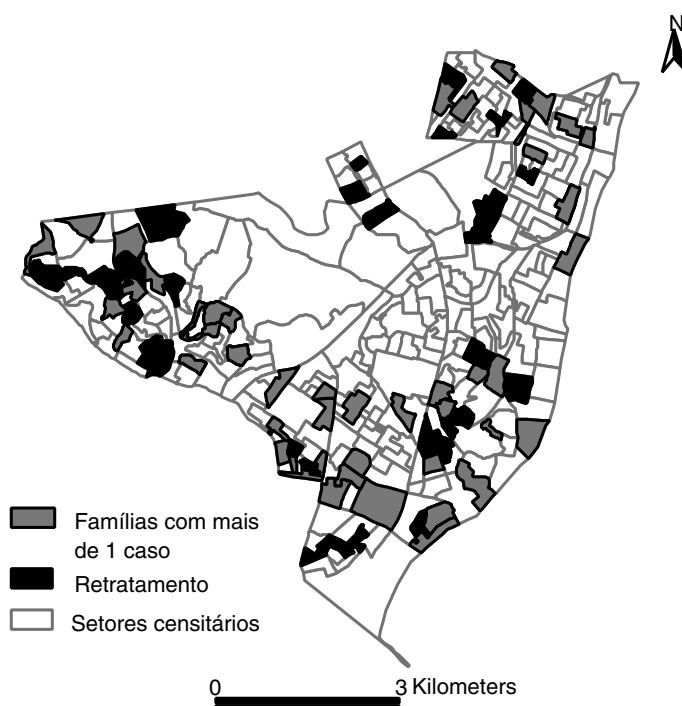 N
Famílias com mais
de 1 caso
Retratamento
Setores censitários
0 3 Kilometers